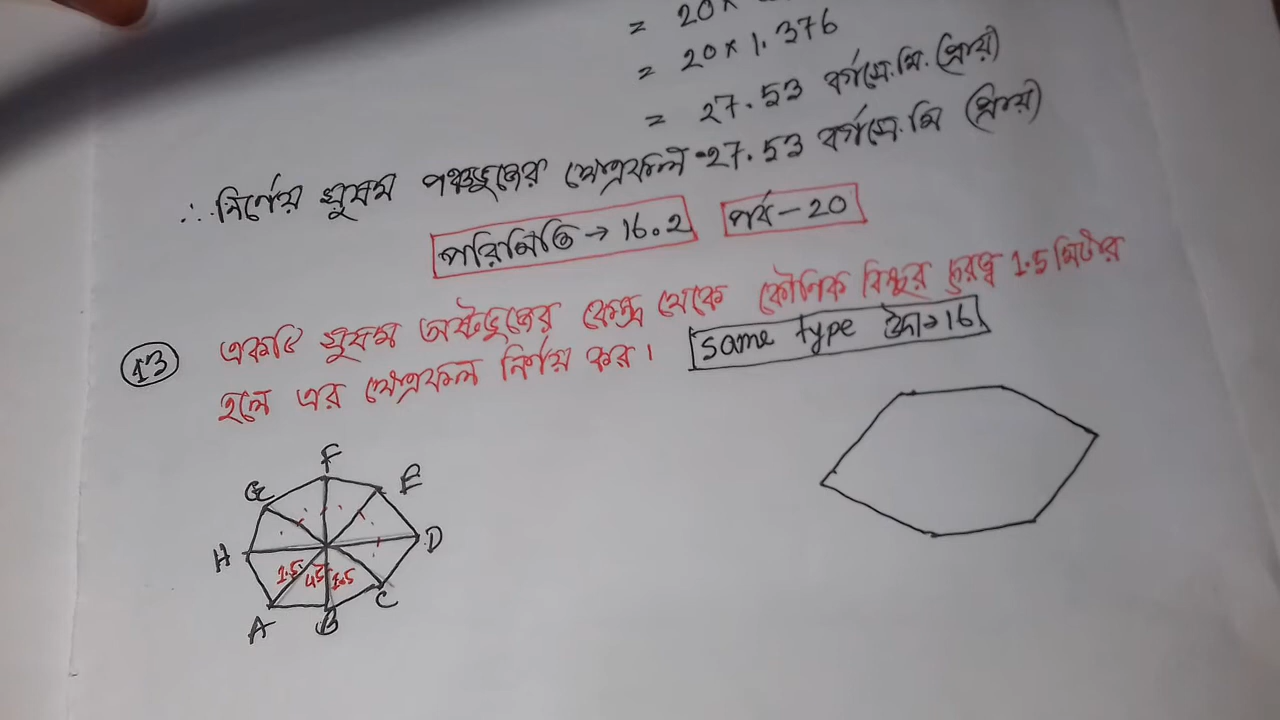 = 20×
= 20×1.376
= 27.53 বর্গসে.মি.(প্রায়)
∴ নির্ণেয় সুষম পঞ্চভুজের ক্ষেত্রফল = 27.53 বর্গসে.মি (প্রায়)
পরিমিতি → 16.2 পর্ব - 20
13 একটি সুষম অষ্টভুজের কেন্দ্র থেকে কৌণিক বিন্দুর দূরত্ব 1.5 মিটার
হলে এর ক্ষেত্রফল নির্ণয় কর। same type উদা:16
F
G E
H D
1.5 45 1.5
A B C